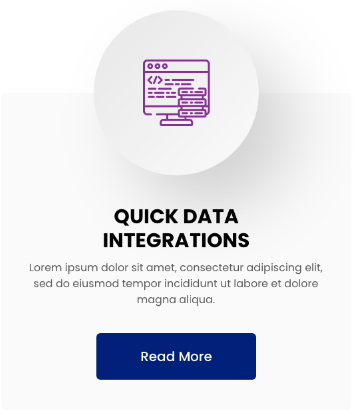 QUICK DATA
INTEGRATIONS
Lorem ipsum dolor sit amet, consectetur adipiscing elit,
sed do eiusmod tempor incididunt ut labore et dolore
magna aliqua.
Read More